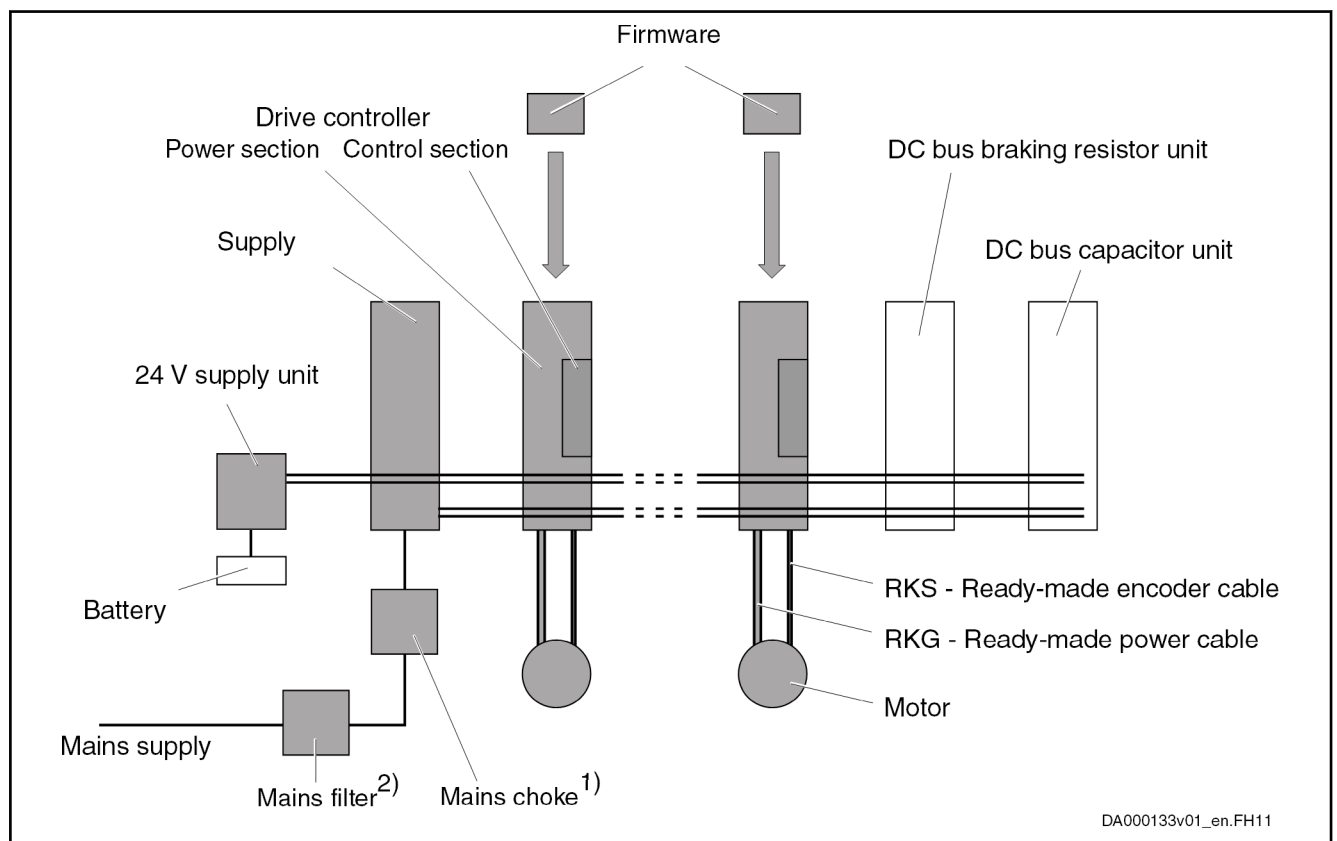 Firmware
Drive controller
Power section Control section
DC bus braking resistor unit
Supply
DC bus capacitor unit
24 V supply unit
Battery
RKS - Ready-made encoder cable
RKG - Ready-made power cable
Motor
Mains supply
Mains filter2)
Mains choke1)
DA000133v01_en.FH11